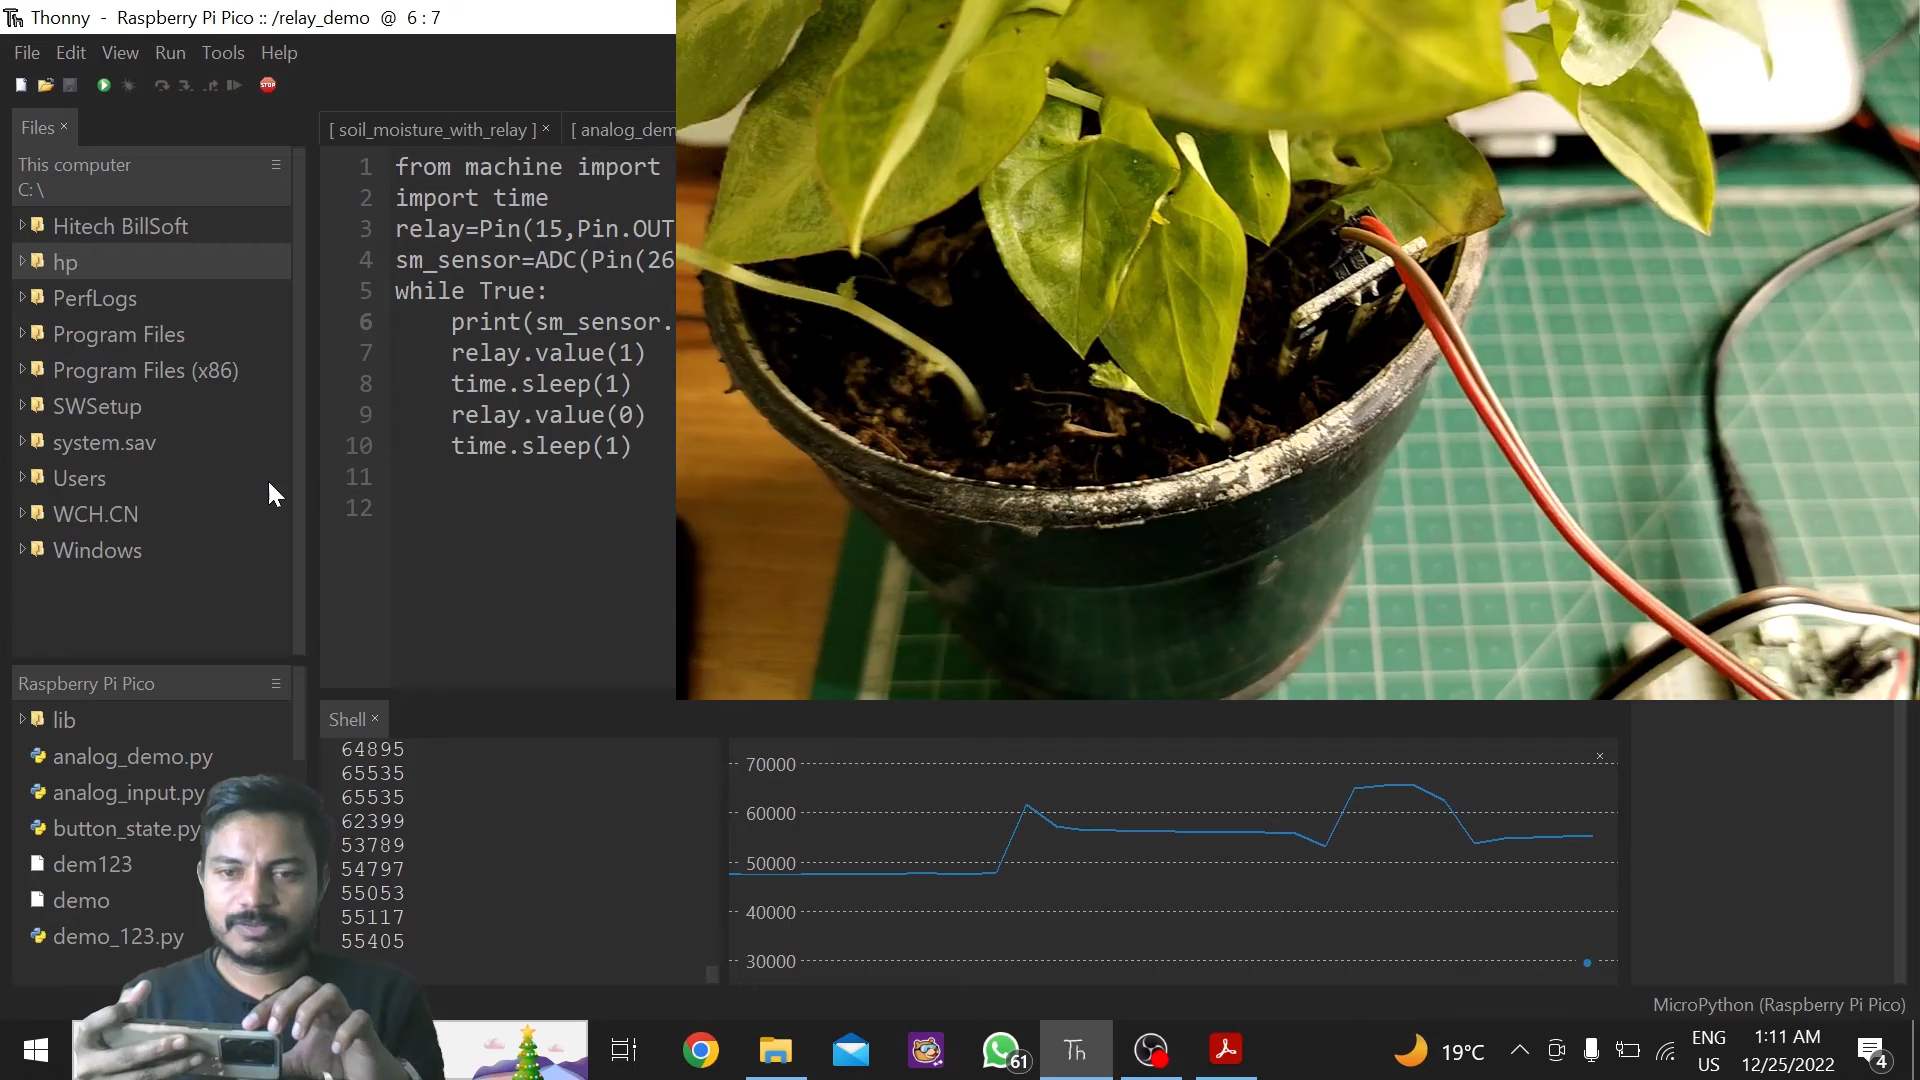 Thonny - Raspberry Pi Pico :: /relay_demo @ 6 : 7
File Edit View Run Tools Help
STOP
Files ×
This computer
C: \
Hitech BillSoft
hp
PerfLogs
Program Files
Program Files (x86)
SWSetup
system.sav
Users
WCH.CN
Windows
Raspberry Pi Pico
lib
analog_demo.py
analog_input.py
button_state.py
dem123
demo
demo_123.py
[ soil_moisture_with_relay ] × [ analog_dem
1 from machine import
2 import time
3 relay=Pin(15,Pin.OUT
4 sm_sensor=ADC(Pin(26
5 while True:
6 print(sm_sensor.
7 relay.value(1)
8 time.sleep(1)
9 relay.value(0)
10 time.sleep(1)
11
12
Shell ×
64895
65535
65535
62399
53789
54797
55053
55117
55405
70000
60000
50000
40000
30000
MicroPython (Raspberry Pi Pico)
61
Th
19°C
ENG
US
1:11 AM
12/25/2022
4